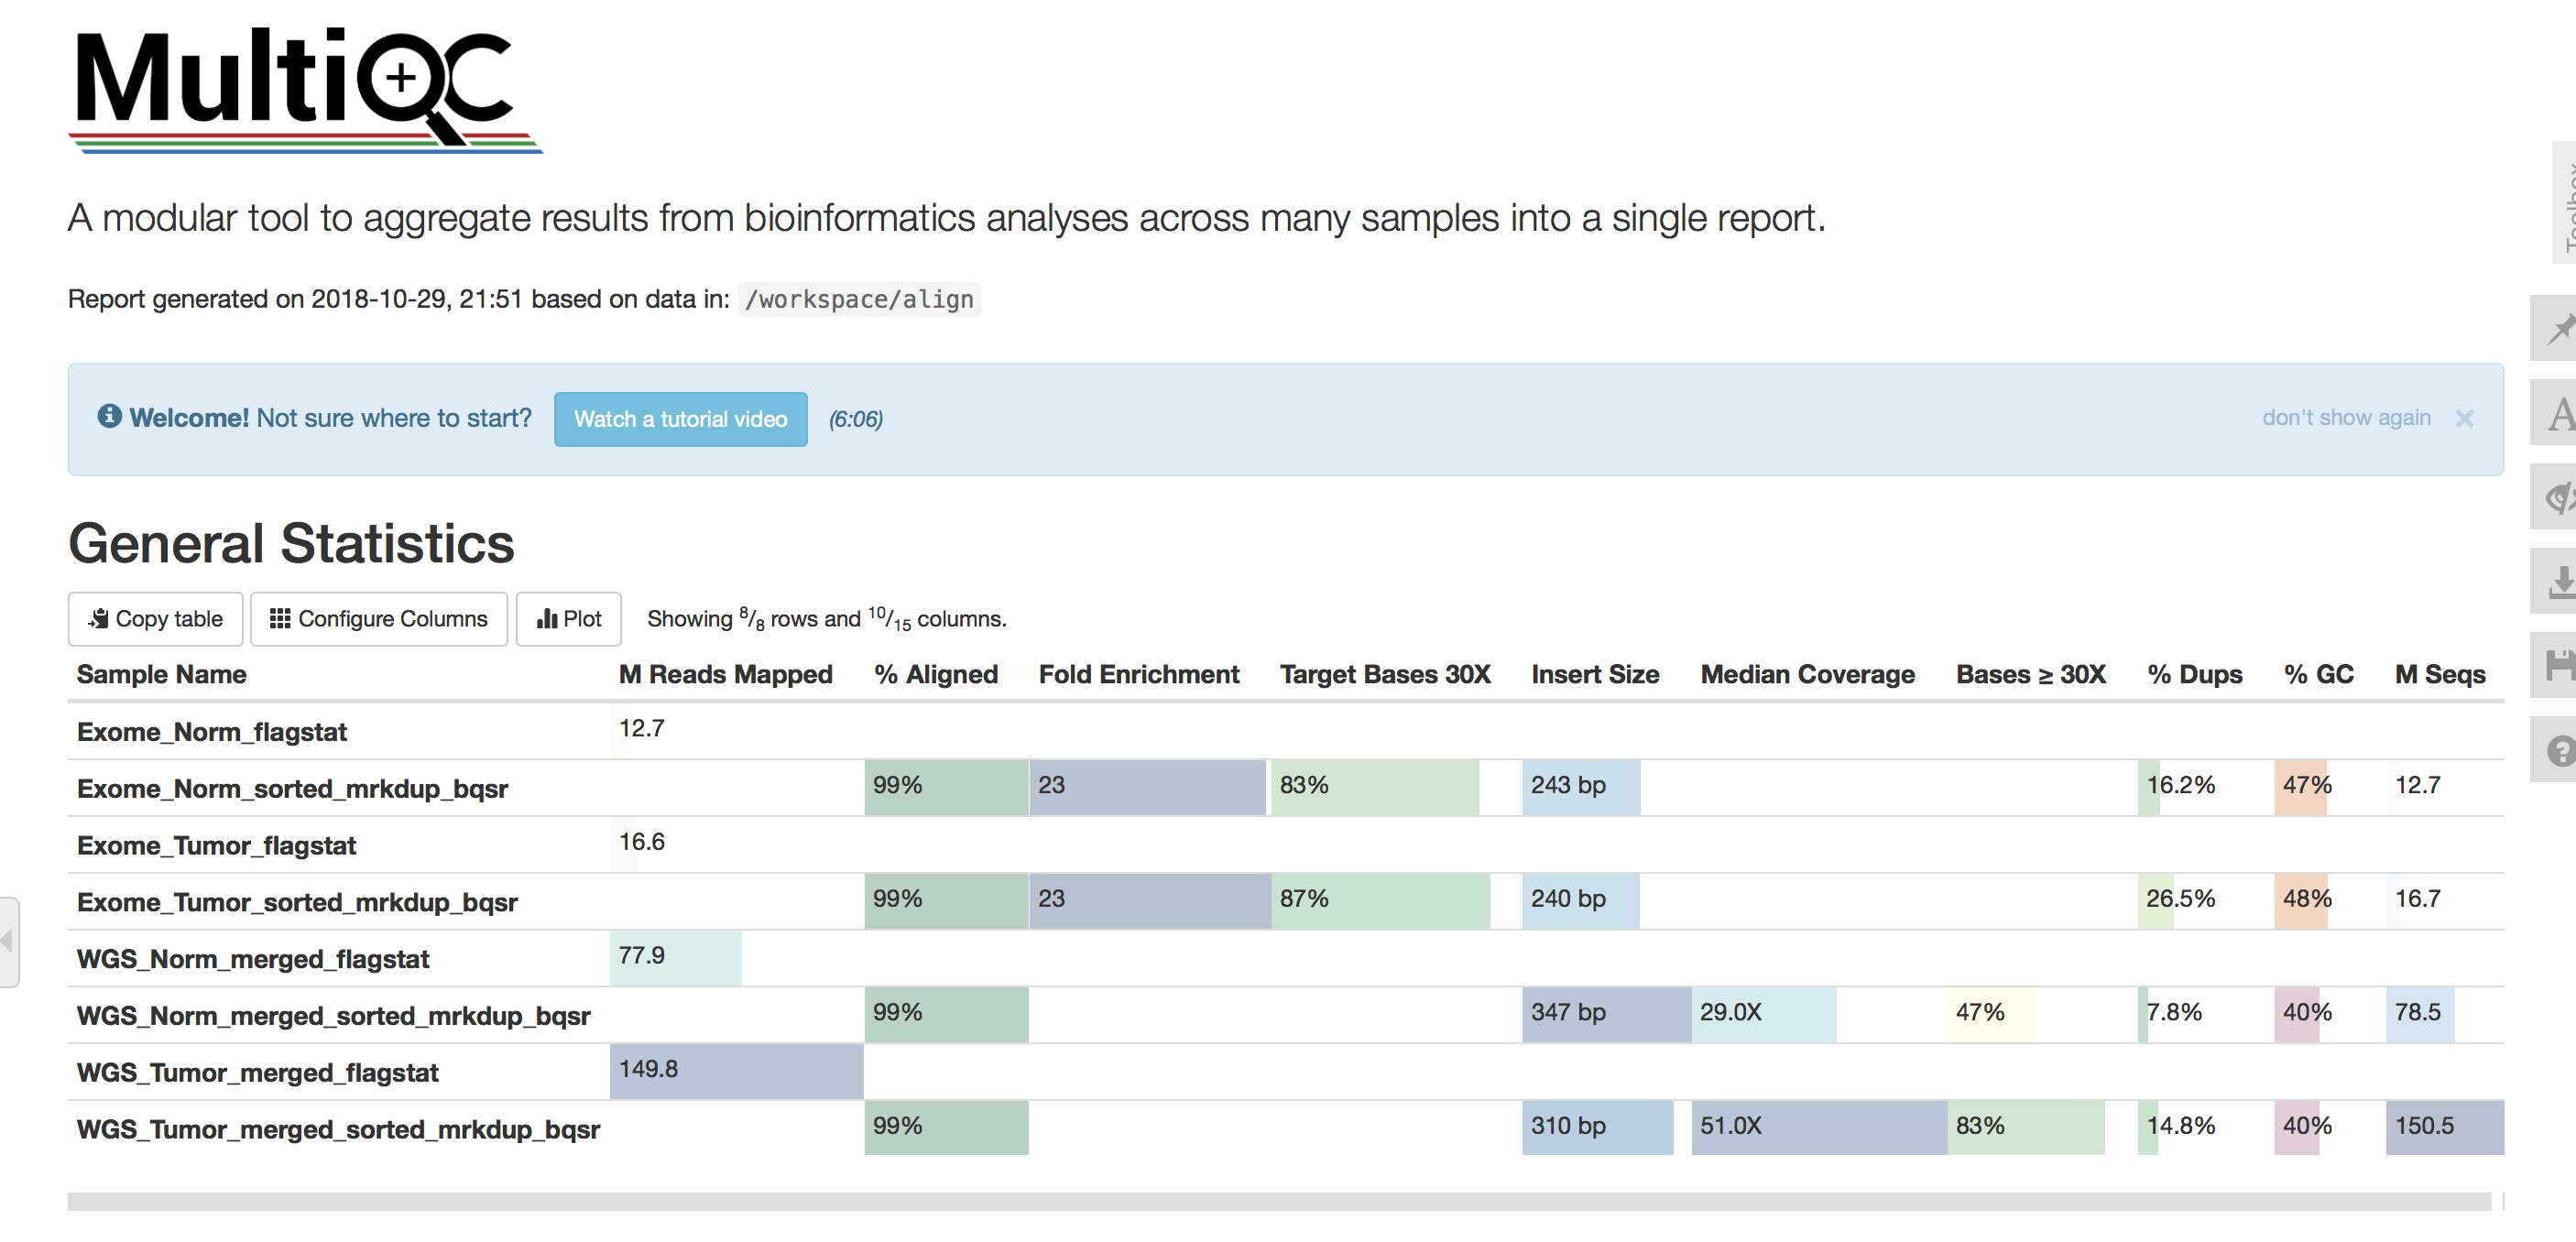 MultiQC
A modular tool to aggregate results from bioinformatics analyses across many samples into a single report.
Report generated on 2018-10-29, 21:51 based on data in: /workspace/align
Welcome! Not sure where to start? Watch a tutorial video (6:06) don't show again ×
Toolbox
General Statistics
Copy table Configure Columns Plot Showing 8/8 rows and 10/15 columns.
Sample Name M Reads Mapped % Aligned Fold Enrichment Target Bases 30X Insert Size Median Coverage Bases ≥ 30X % Dups % GC M Seqs
Exome_Norm_flagstat 12.7
Exome_Norm_sorted_mrkdup_bqsr 99% 23 83% 243 bp 16.2% 47% 12.7
Exome_Tumor_flagstat 16.6
Exome_Tumor_sorted_mrkdup_bqsr 99% 23 87% 240 bp 26.5% 48% 16.7
WGS_Norm_merged_flagstat 77.9
WGS_Norm_merged_sorted_mrkdup_bqsr 99% 347 bp 29.0X 47% 7.8% 40% 78.5
WGS_Tumor_merged_flagstat 149.8
WGS_Tumor_merged_sorted_mrkdup_bqsr 99% 310 bp 51.0X 83% 14.8% 40% 150.5